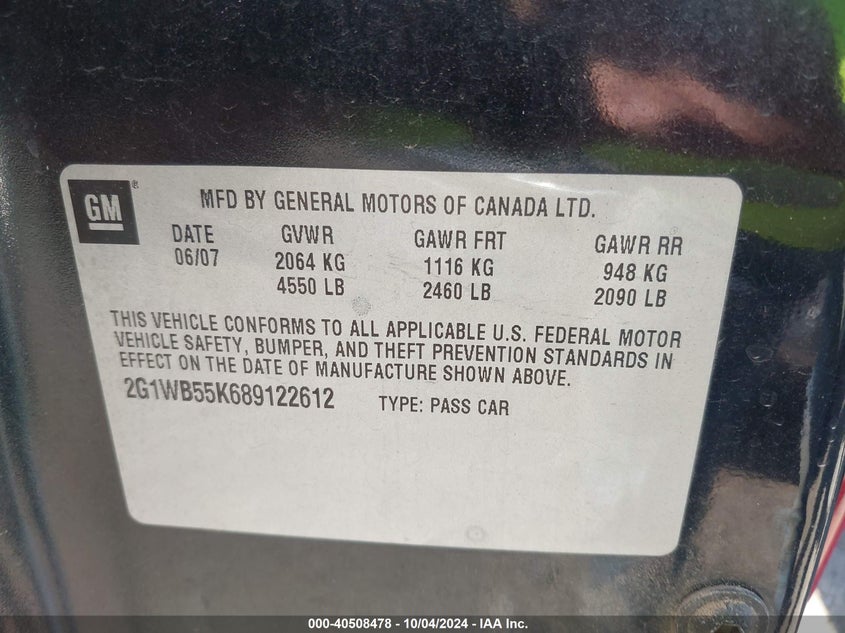 GM®
MFD BY GENERAL MOTORS OF CANADA LTD.
DATE GVWR GAWR FRT GAWR RR
06/07 2064 KG 1116 KG 948 KG
4550 LB 2460 LB 2090 LB
THIS VEHICLE CONFORMS TO ALL APPLICABLE U.S. FEDERAL MOTOR
VEHICLE SAFETY, BUMPER, AND THEFT PREVENTION STANDARDS IN
EFFECT ON THE DATE OF MANUFACTURE SHOWN ABOVE.
2G1WB55K689122612 TYPE: PASS CAR
000-40508478 - 10/04/2024 - IAA Inc.